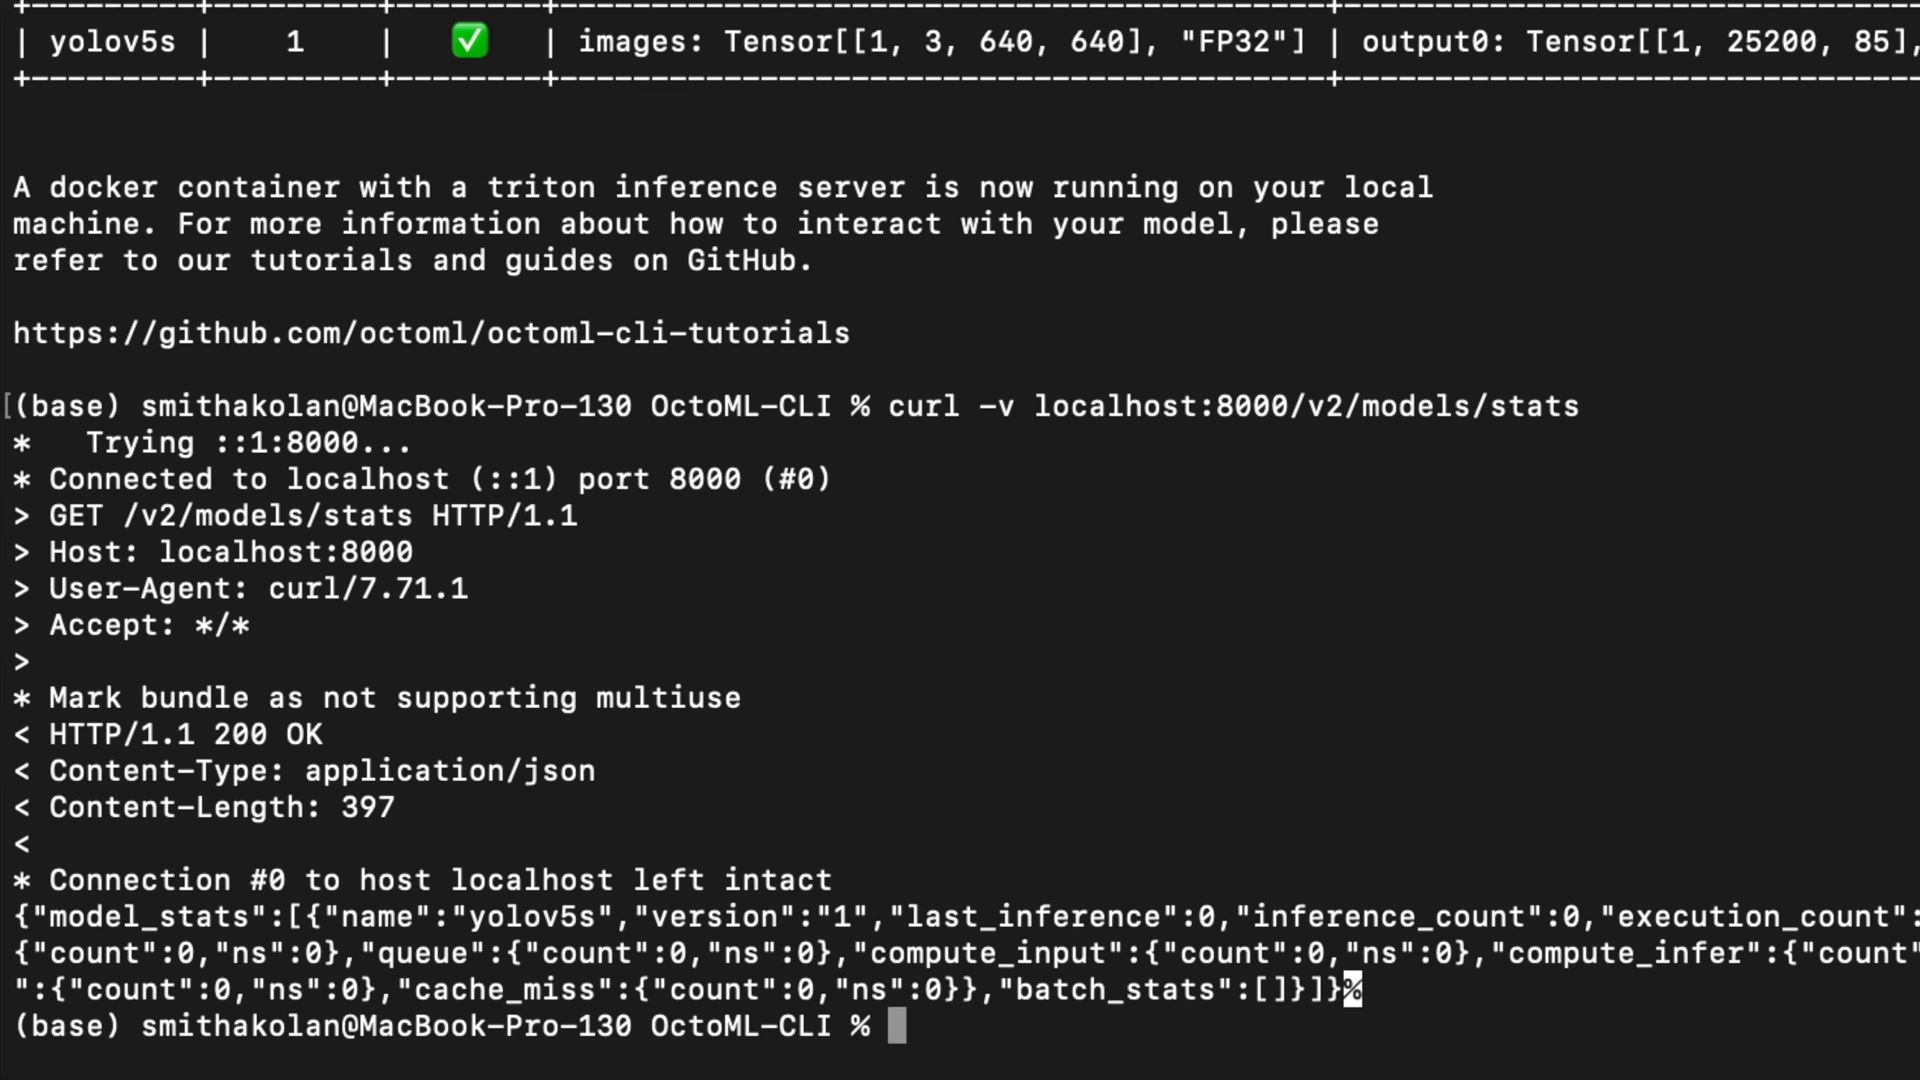 +---------+---------+--------+------------------------------------------+--------------------------------
| yolov5s |    1    |   ✅   | images: Tensor[[1, 3, 640, 640], "FP32"] | output0: Tensor[[1, 25200, 85],
+---------+---------+--------+------------------------------------------+--------------------------------
A docker container with a triton inference server is now running on your local
machine. For more information about how to interact with your model, please
refer to our tutorials and guides on GitHub.
https://github.com/octoml/octoml-cli-tutorials
[(base) smithakolan@MacBook-Pro-130 OctoML-CLI % curl -v localhost:8000/v2/models/stats
*   Trying ::1:8000...
* Connected to localhost (::1) port 8000 (#0)
> GET /v2/models/stats HTTP/1.1
> Host: localhost:8000
> User-Agent: curl/7.71.1
> Accept: */*
>
* Mark bundle as not supporting multiuse
< HTTP/1.1 200 OK
< Content-Type: application/json
< Content-Length: 397
<
* Connection #0 to host localhost left intact
{"model_stats":[{"name":"yolov5s","version":"1","last_inference":0,"inference_count":0,"execution_count":
{"count":0,"ns":0},"queue":{"count":0,"ns":0},"compute_input":{"count":0,"ns":0},"compute_infer":{"count"
":{"count":0,"ns":0},"cache_miss":{"count":0,"ns":0}},"batch_stats":[]}]}%
(base) smithakolan@MacBook-Pro-130 OctoML-CLI %